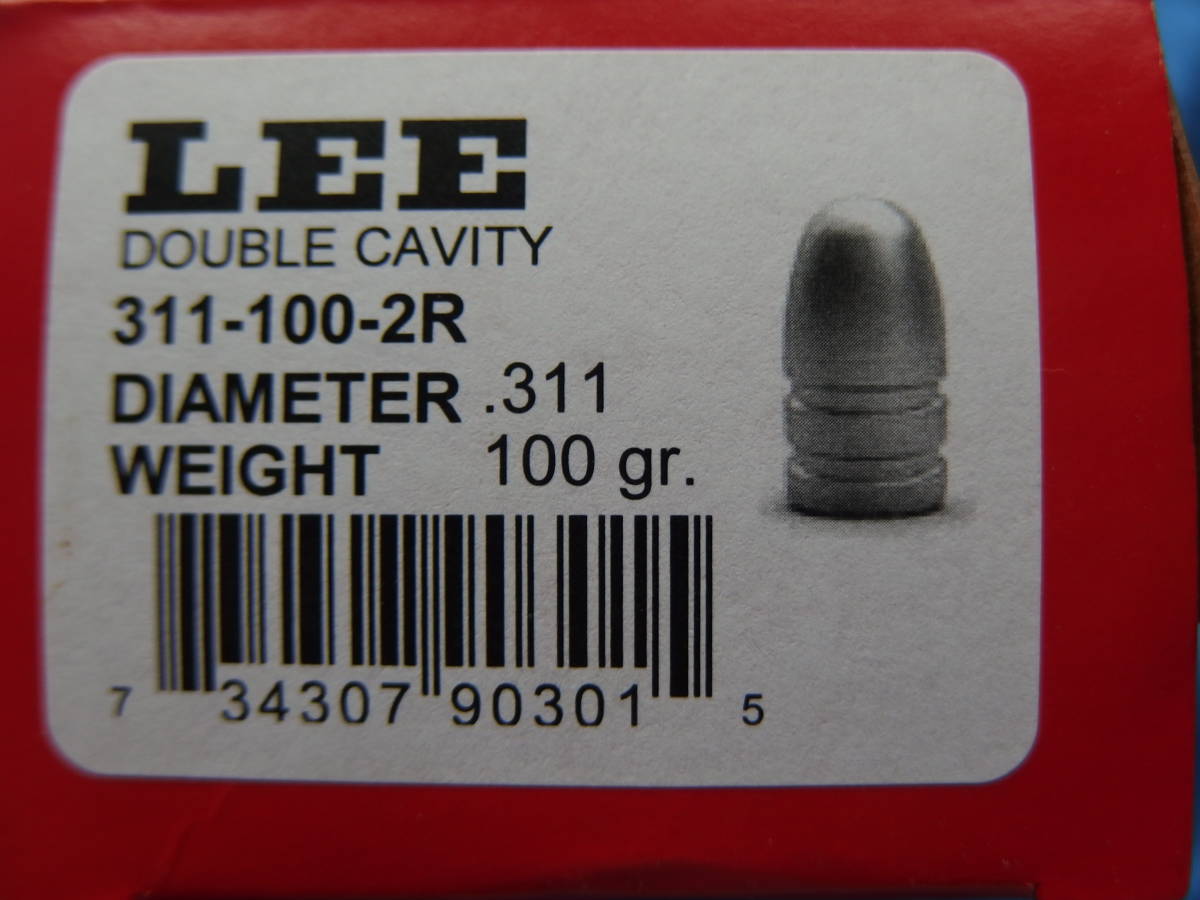 LEE
DOUBLE CAVITY
311-100-2R
DIAMETER .311
WEIGHT 100 gr.
7 34307 90301 5